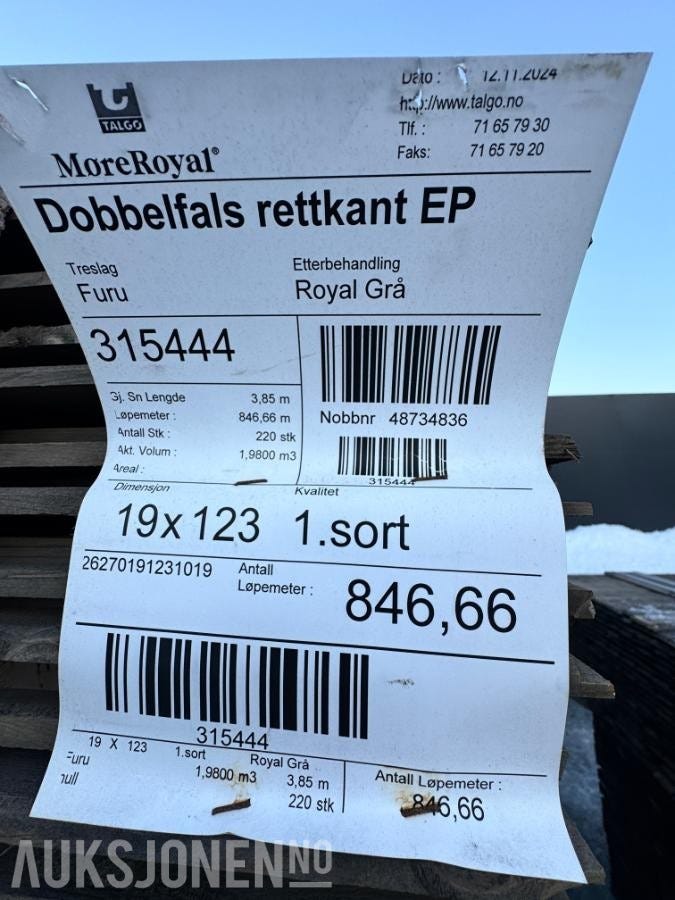 Dato : 12.11.2024
TALGO
http://www.talgo.no
Tlf. : 71 65 79 30
Faks: 71 65 79 20
MøreRoyal®
Dobbelfals rettkant EP
Treslag Etterbehandling
Furu Royal Grå
315444
Gj. Sn Lengde 3,85 m
Løpemeter : 846,66 m
Nobbnr 48734836
Antall Stk : 220 stk
Akt. Volum : 1,9800 m3
Areal :
315444
Dimensjon Kvalitet
19 x 123 1.sort
26270191231019 Antall
Løpemeter : 846,66
315444
19 X 123 1.sort Royal Grå
Furu 1,9800 m3 3,85 m Antall Løpemeter :
null 220 stk 846,66
AUKSJONEN.NO